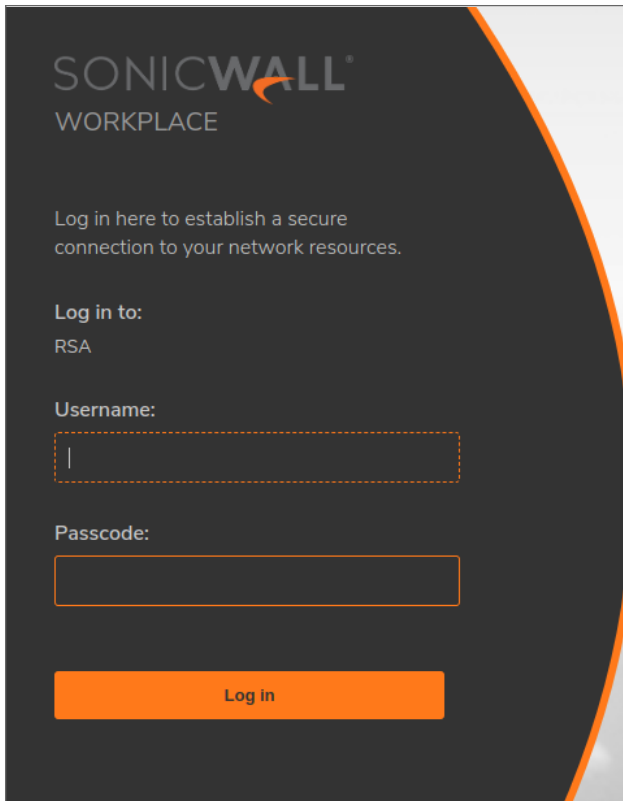 SONICWALL®
WORKPLACE
Log in here to establish a secure
connection to your network resources.
Log in to:
RSA
Username:
Passcode:
Log in